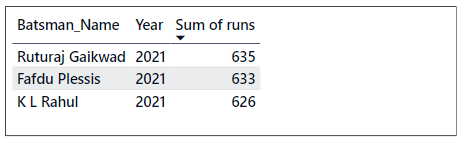 Batsman_Name Year Sum of runs
Ruturaj Gaikwad 2021 635
Fafdu Plessis 2021 633
K L Rahul 2021 626